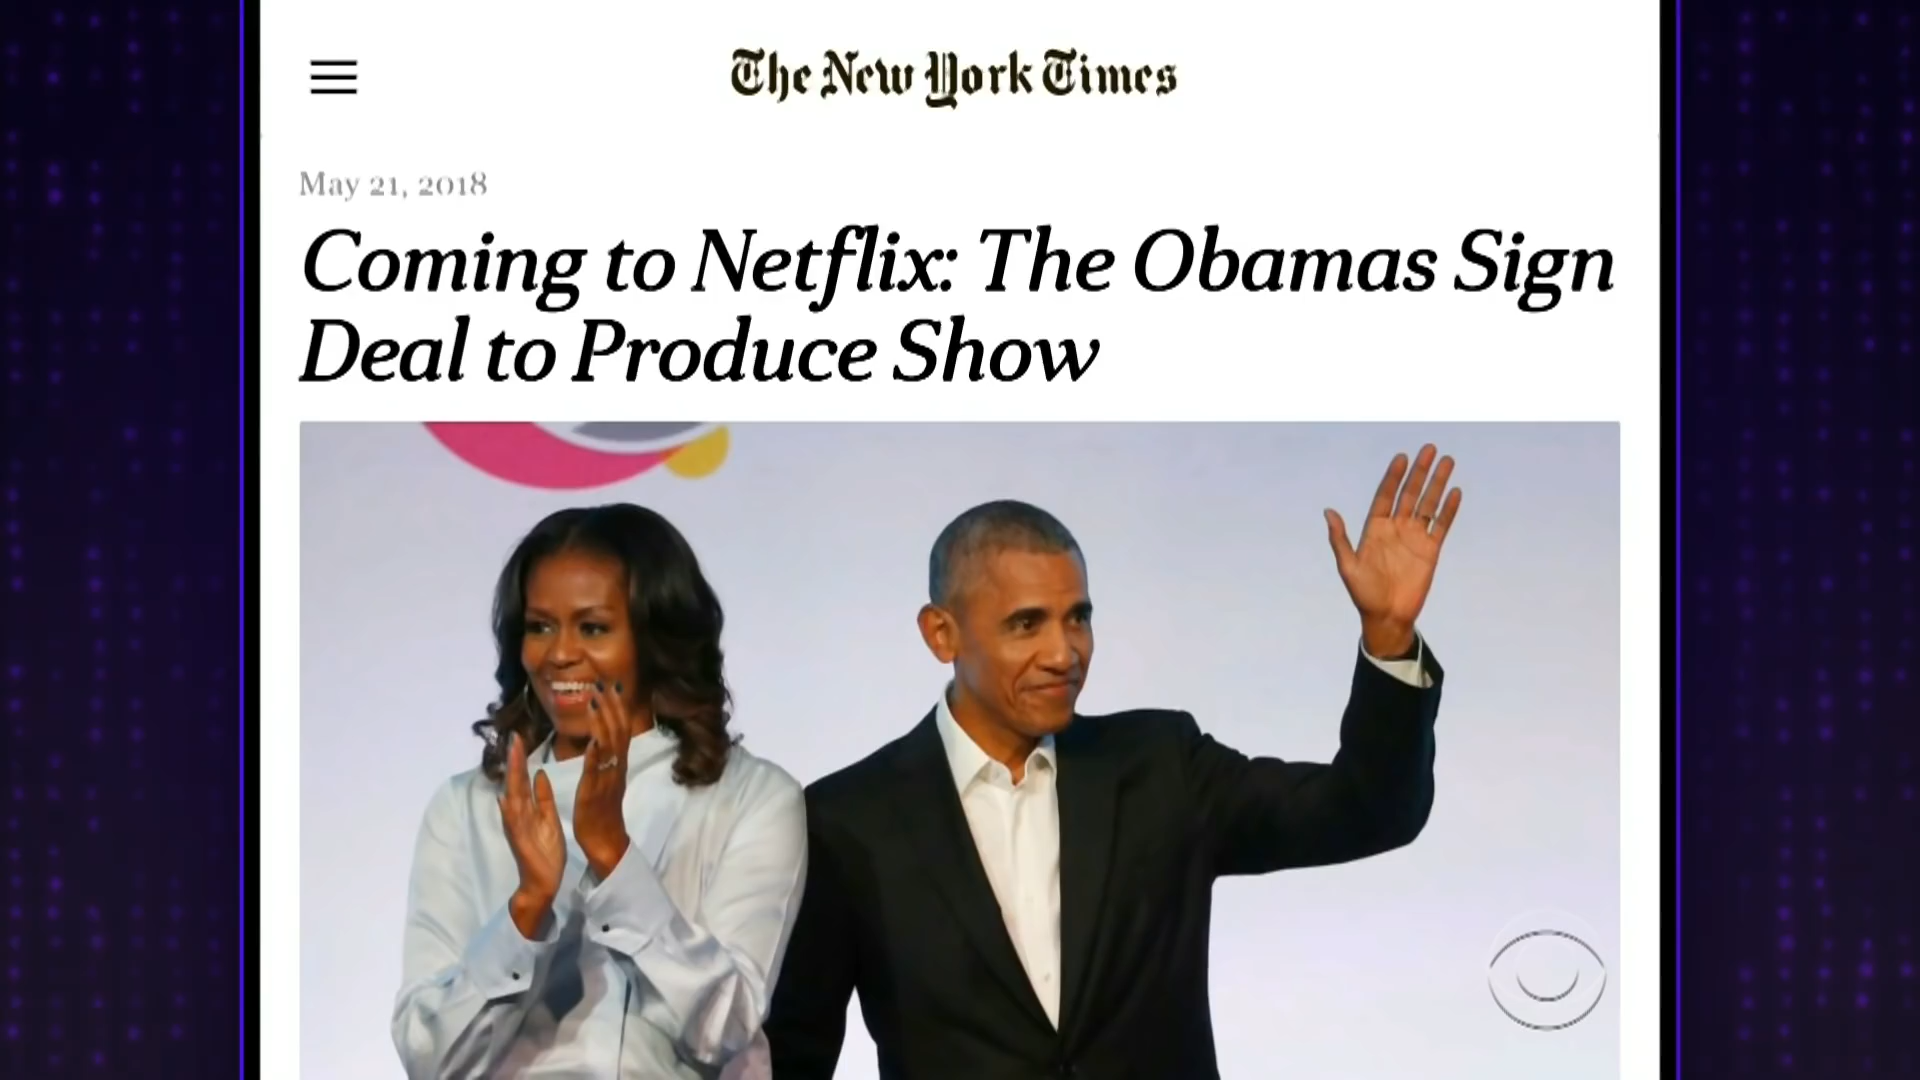 The New York Times
May 21, 2018
Coming to Netflix: The Obamas Sign
Deal to Produce Show